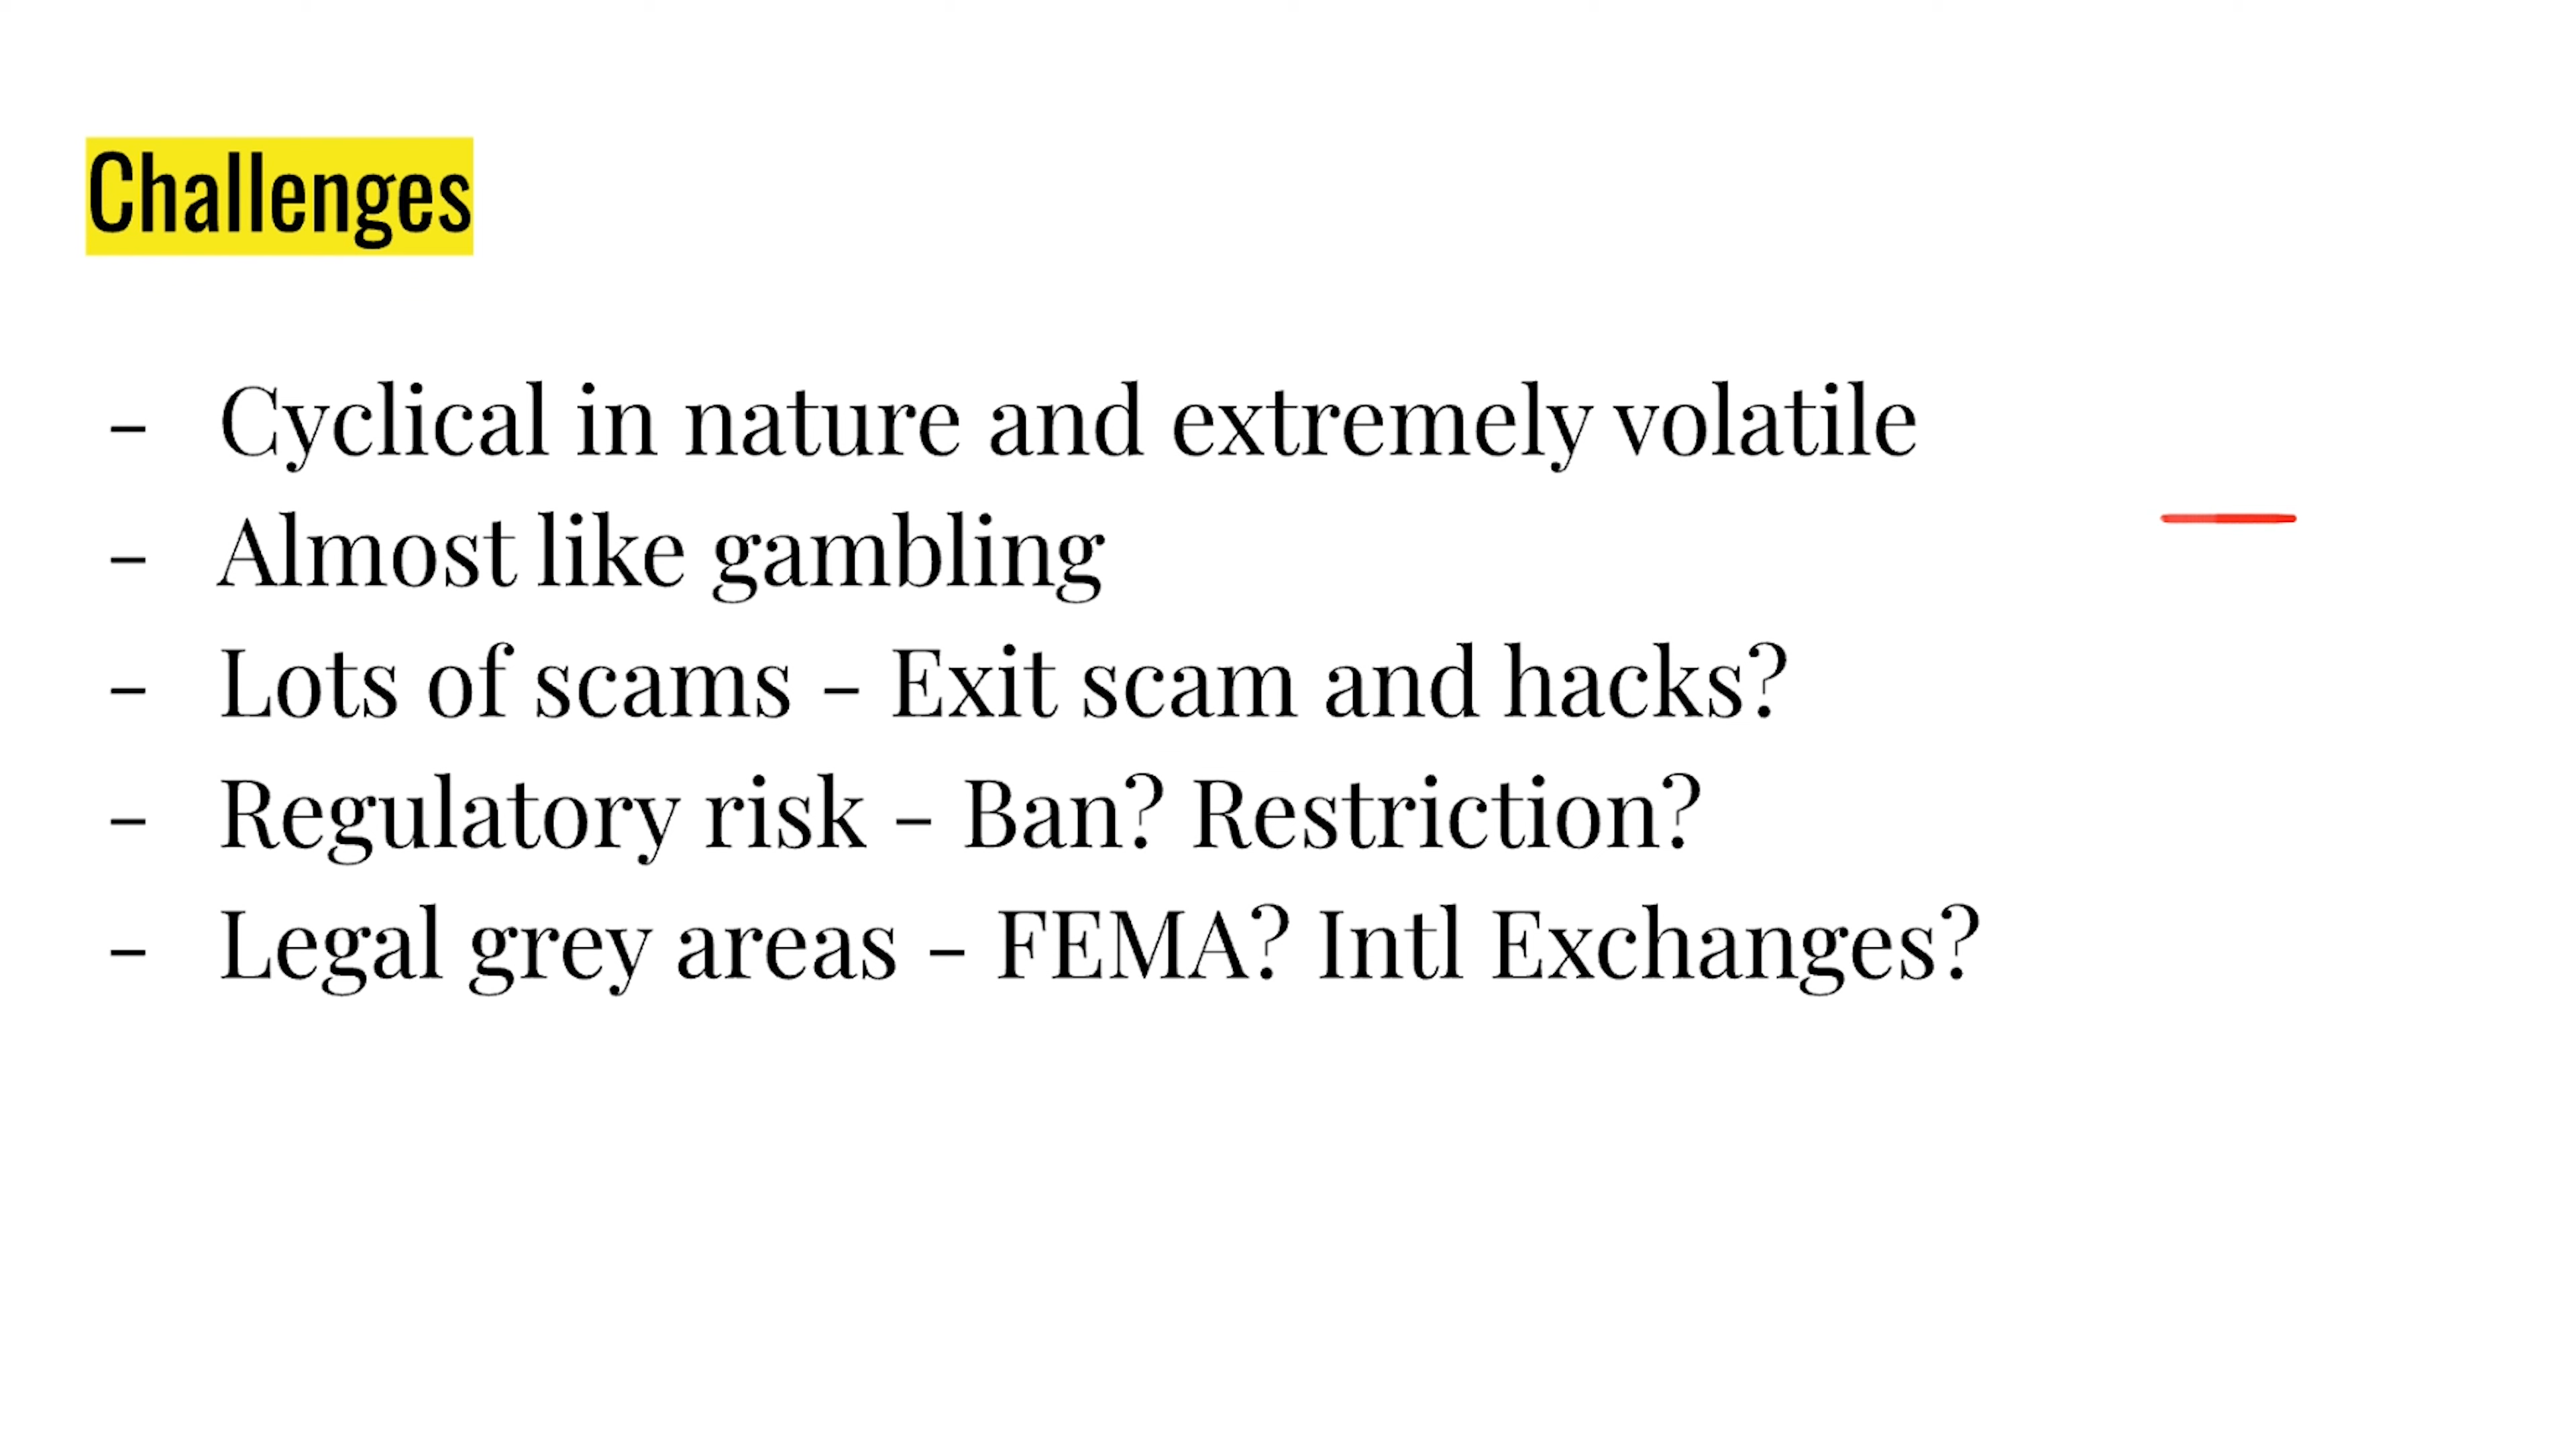 Challenges
- Cyclical in nature and extremely volatile
- Almost like gambling
- Lots of scams - Exit scam and hacks?
- Regulatory risk - Ban? Restriction?
- Legal grey areas - FEMA? Intl Exchanges?